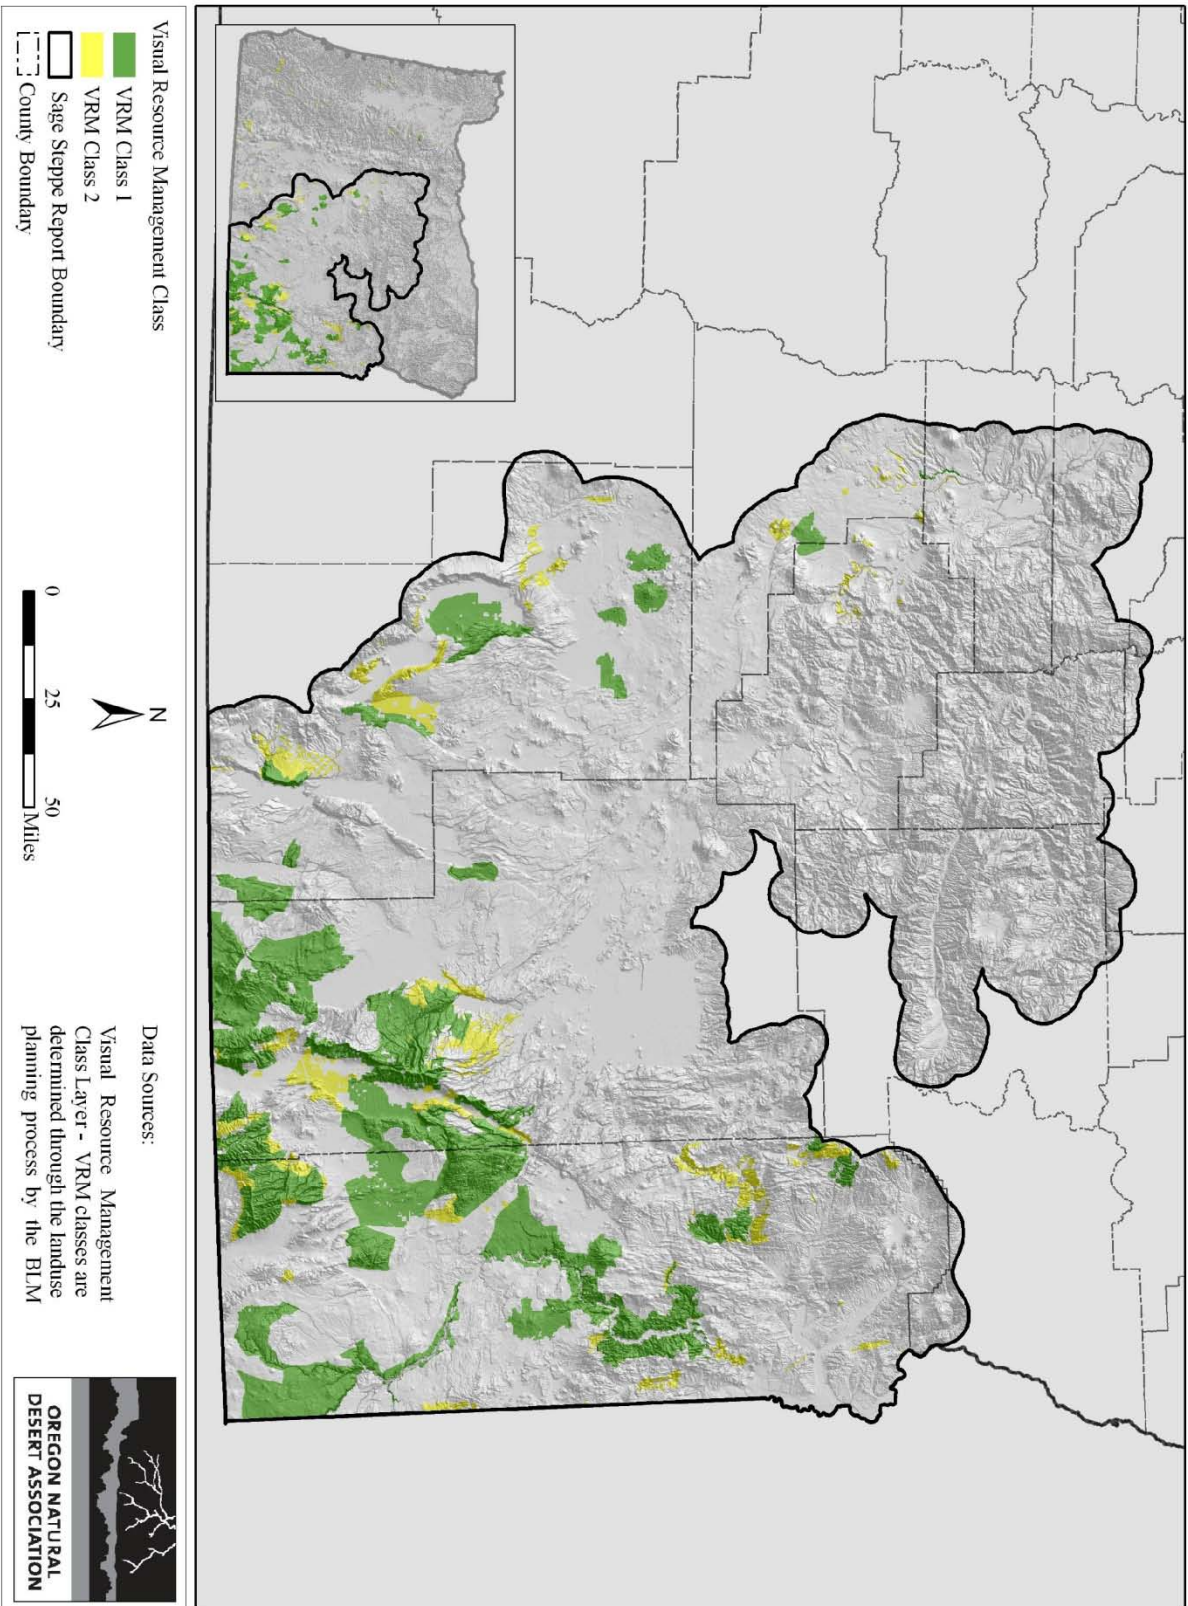 Visual Resource Management Class
VRM Class 1
VRM Class 2
Sage Steppe Report Boundary
County Boundary
N
0 25 50
Miles
Data Sources:
Visual Resource Management
Class Layer - VRM classes are
determined through the landuse
planning process by the BLM
OREGON NATURAL
DESERT ASSOCIATION